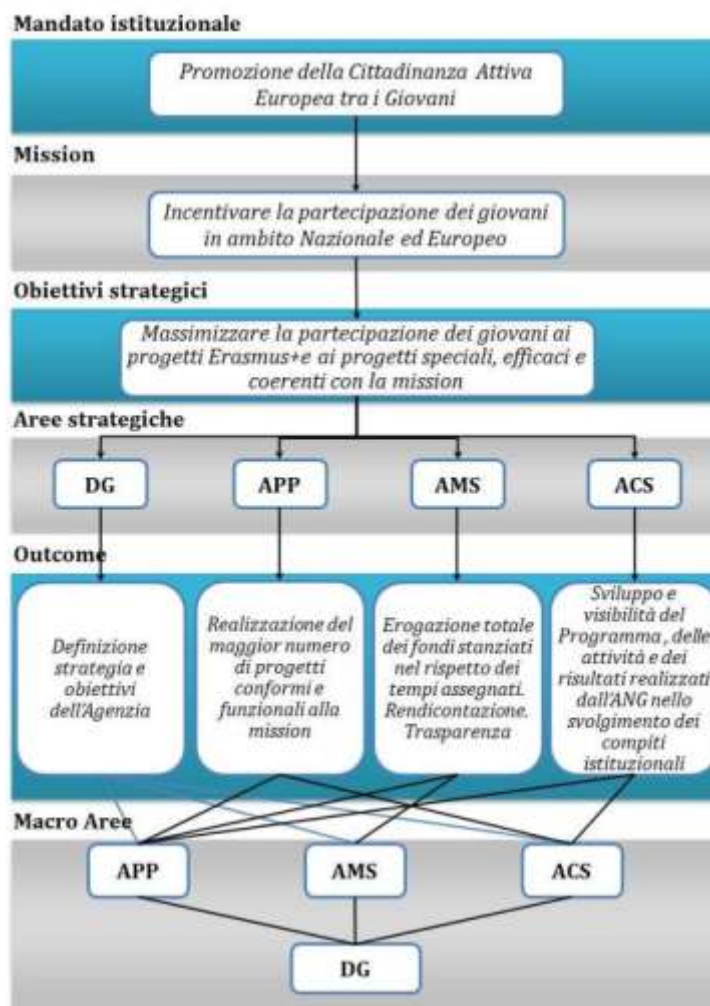 Mandato istituzionale
Promozione della Cittadinanza Attiva
Europea tra i Giovani
Mission
Incentivare la partecipazione dei giovani
in ambito Nazionale ed Europeo
Obiettivi strategici
Massimizzare la partecipazione dei giovani ai
progetti Erasmus+e ai progetti speciali, efficaci e
coerenti con la mission
Aree strategiche
DG
APP
AMS
ACS
Outcome
Definizione
strategia e
obiettivi
dell'Agenzia
Realizzazione del
maggior numero
di progetti
conformi e
funzionali alla
mission
Erogazione totale
dei fondi stanziati
nel rispetto dei
tempi assegnati.
Rendicontazione.
Trasparenza
Sviluppo e
visibilità del
Programma , delle
attività e dei
risultati realizzati
dall'ANG nello
svolgimento dei
compiti
istituzionali
Macro Aree
APP
AMS
ACS
DG